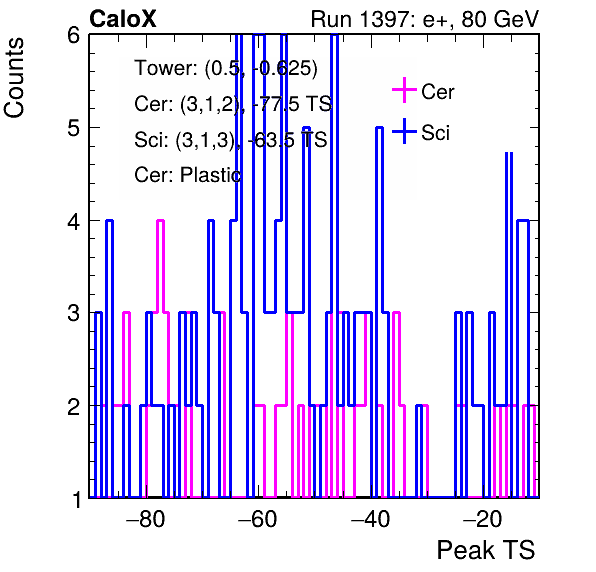 CaloX Run 1397: e+, 80 GeV
Counts
Tower: (0.5, -0.625)
Cer: (3,1,2), -77.5 TS
Sci: (3,1,3), -63.5 TS
Cer: Plastic
Cer
Sci
6
5
4
3
2
1
−80 −60 −40 −20
Peak TS